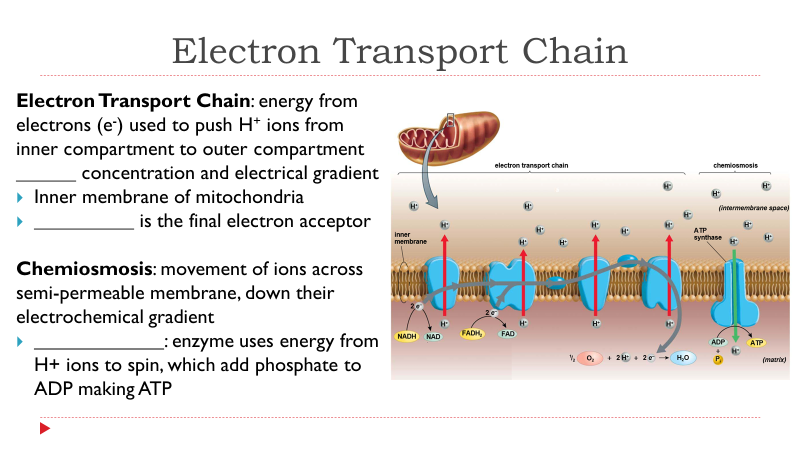 Electron Transport Chain
Electron Transport Chain: energy from
electrons (e-) used to push H+ ions from
inner compartment to outer compartment
______ concentration and electrical gradient
Inner membrane of mitochondria
__________ is the final electron acceptor
Chemiosmosis: movement of ions across
semi-permeable membrane, down their
electrochemical gradient
_____________: enzyme uses energy from
H+ ions to spin, which add phosphate to
ADP making ATP
electron transport chain
chemiosmosis
H+ H+ H+ H+
H+ H+
(intermembrane space)
inner
membrane
H+ H+ H+ H+ H+ H+ H+
ATP
synthase
H+ H+
2 e-
2 e-
H+ H+ H+ H+
NADH
NAD
FADH2
FAD
ADP
+
Pi
H+
ATP
1/2 O2 + 2 H+ + 2 e- → H2O
(matrix)